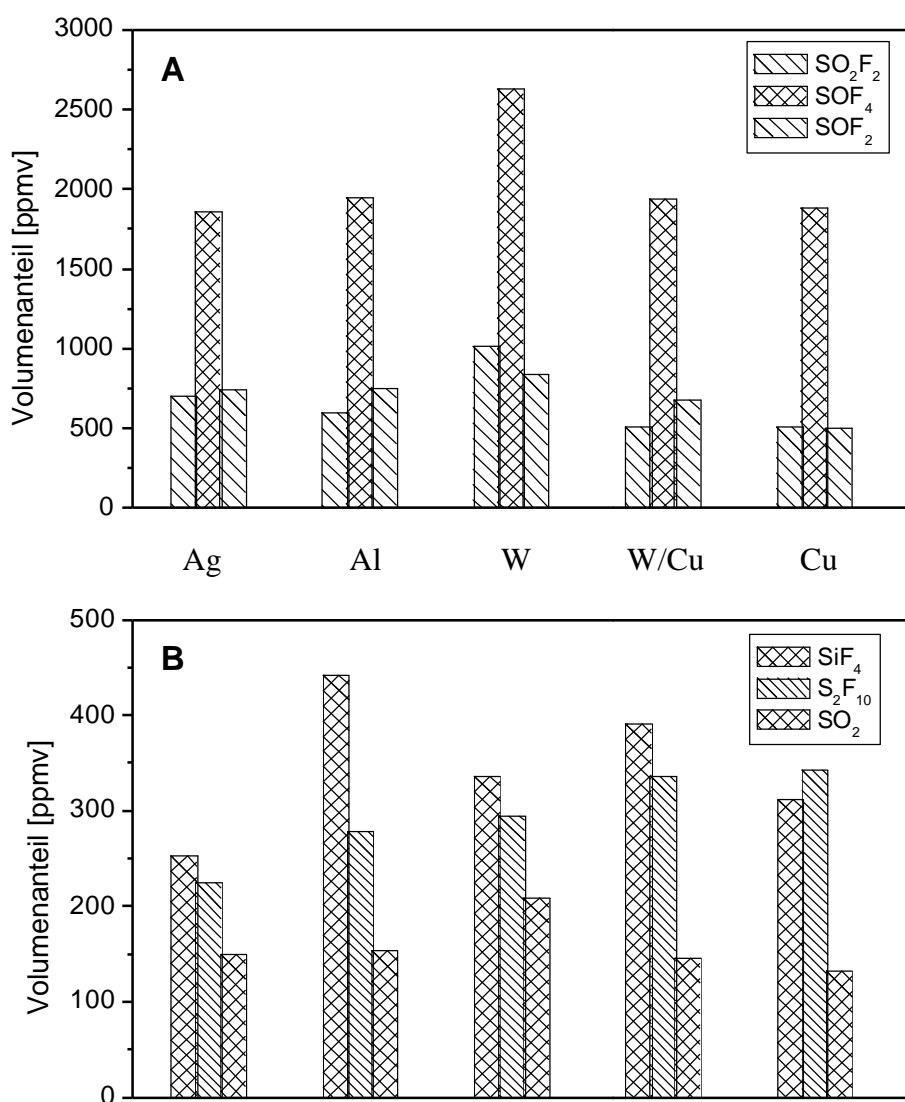 A
SO2F2
SOF4
SOF2
3000
2500
2000
1500
1000
500
0
Volumenanteil [ppmv]
Ag Al W W/Cu Cu
B
SiF4
S2F10
SO2
500
400
300
200
100
0
Volumenanteil [ppmv]